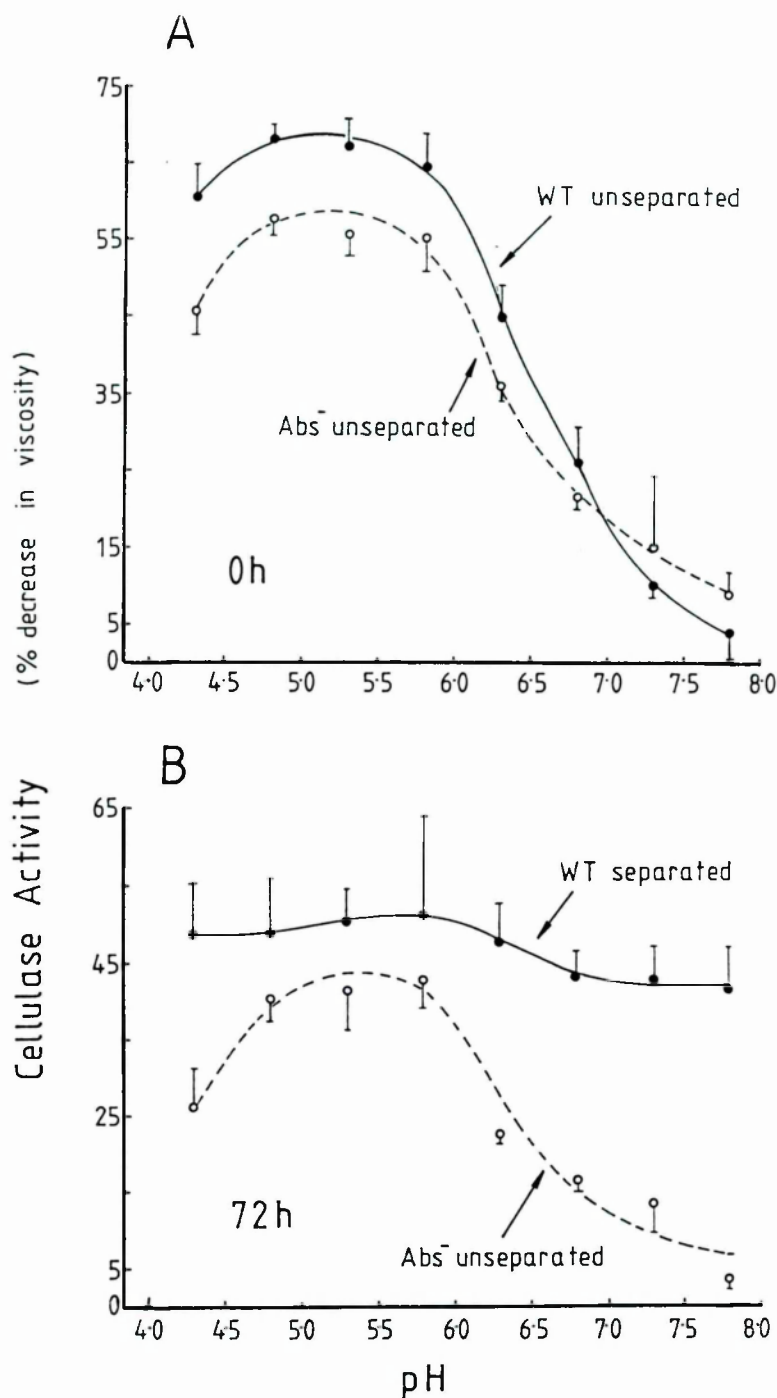 A
75
WT unseparated
55
35
Abs⁻ unseparated
15
0h
5
0
4·0 4·5 5·0 5·5 6·0 6·5 7·0 7·5 8·0
(% decrease in viscosity)
Cellulase Activity
B
65
WT separated
45
25
72h
Abs⁻ unseparated
5
0
4·0 4·5 5·0 55 6·0 6·5 7·0 7·5 8·0
pH